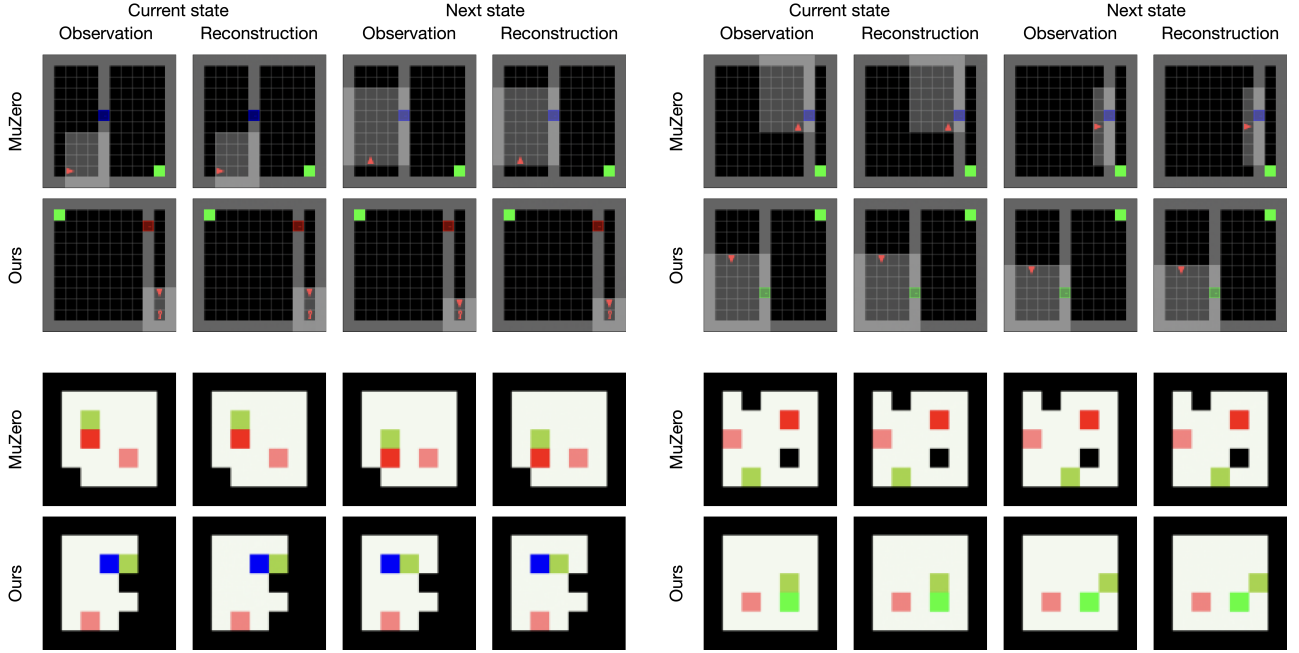 Current state Next state Current state Next state
Observation Reconstruction Observation Reconstruction Observation Reconstruction Observation Reconstruction
MuZero MuZero
Ours Ours
MuZero MuZero
Ours Ours